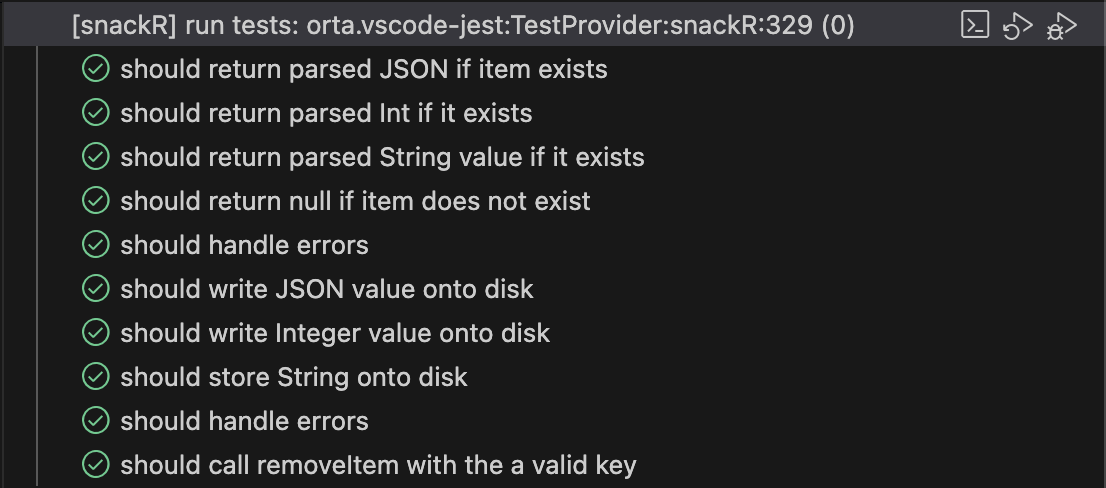 [snackR] run tests: orta.vscode-jest:TestProvider:snackR:329 (0)
should return parsed JSON if item exists
should return parsed Int if it exists
should return parsed String value if it exists
should return null if item does not exist
should handle errors
should write JSON value onto disk
should write Integer value onto disk
should store String onto disk
should handle errors
should call removeItem with the a valid key